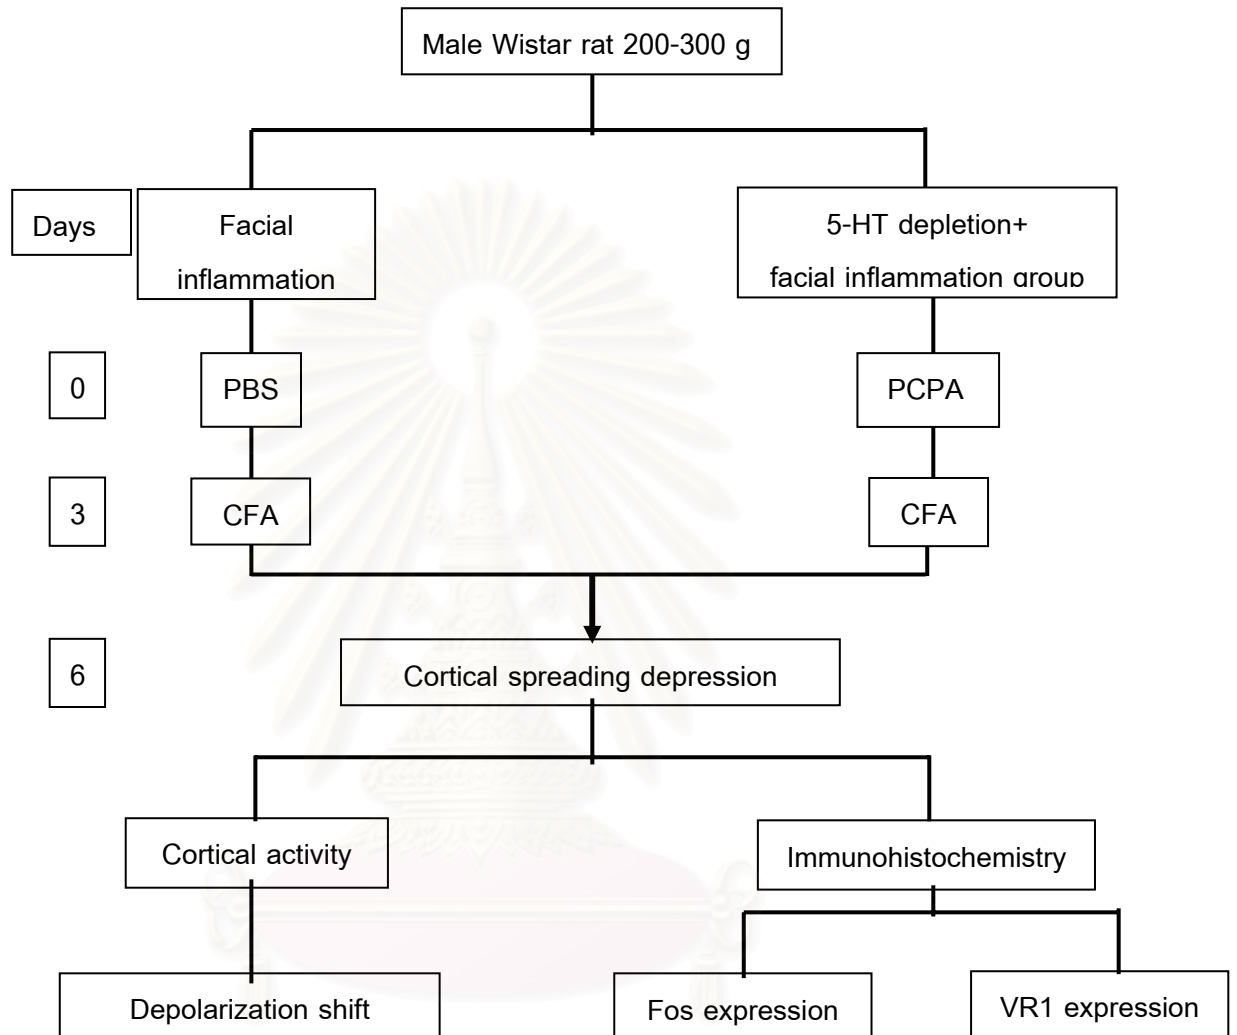 Male Wistar rat 200-300 g
Days
Facial
inflammation
5-HT depletion+
facial inflammation group
0
PBS
PCPA
3
CFA
CFA
6
Cortical spreading depression
Cortical activity
Immunohistochemistry
Depolarization shift
Fos expression
VR1 expression